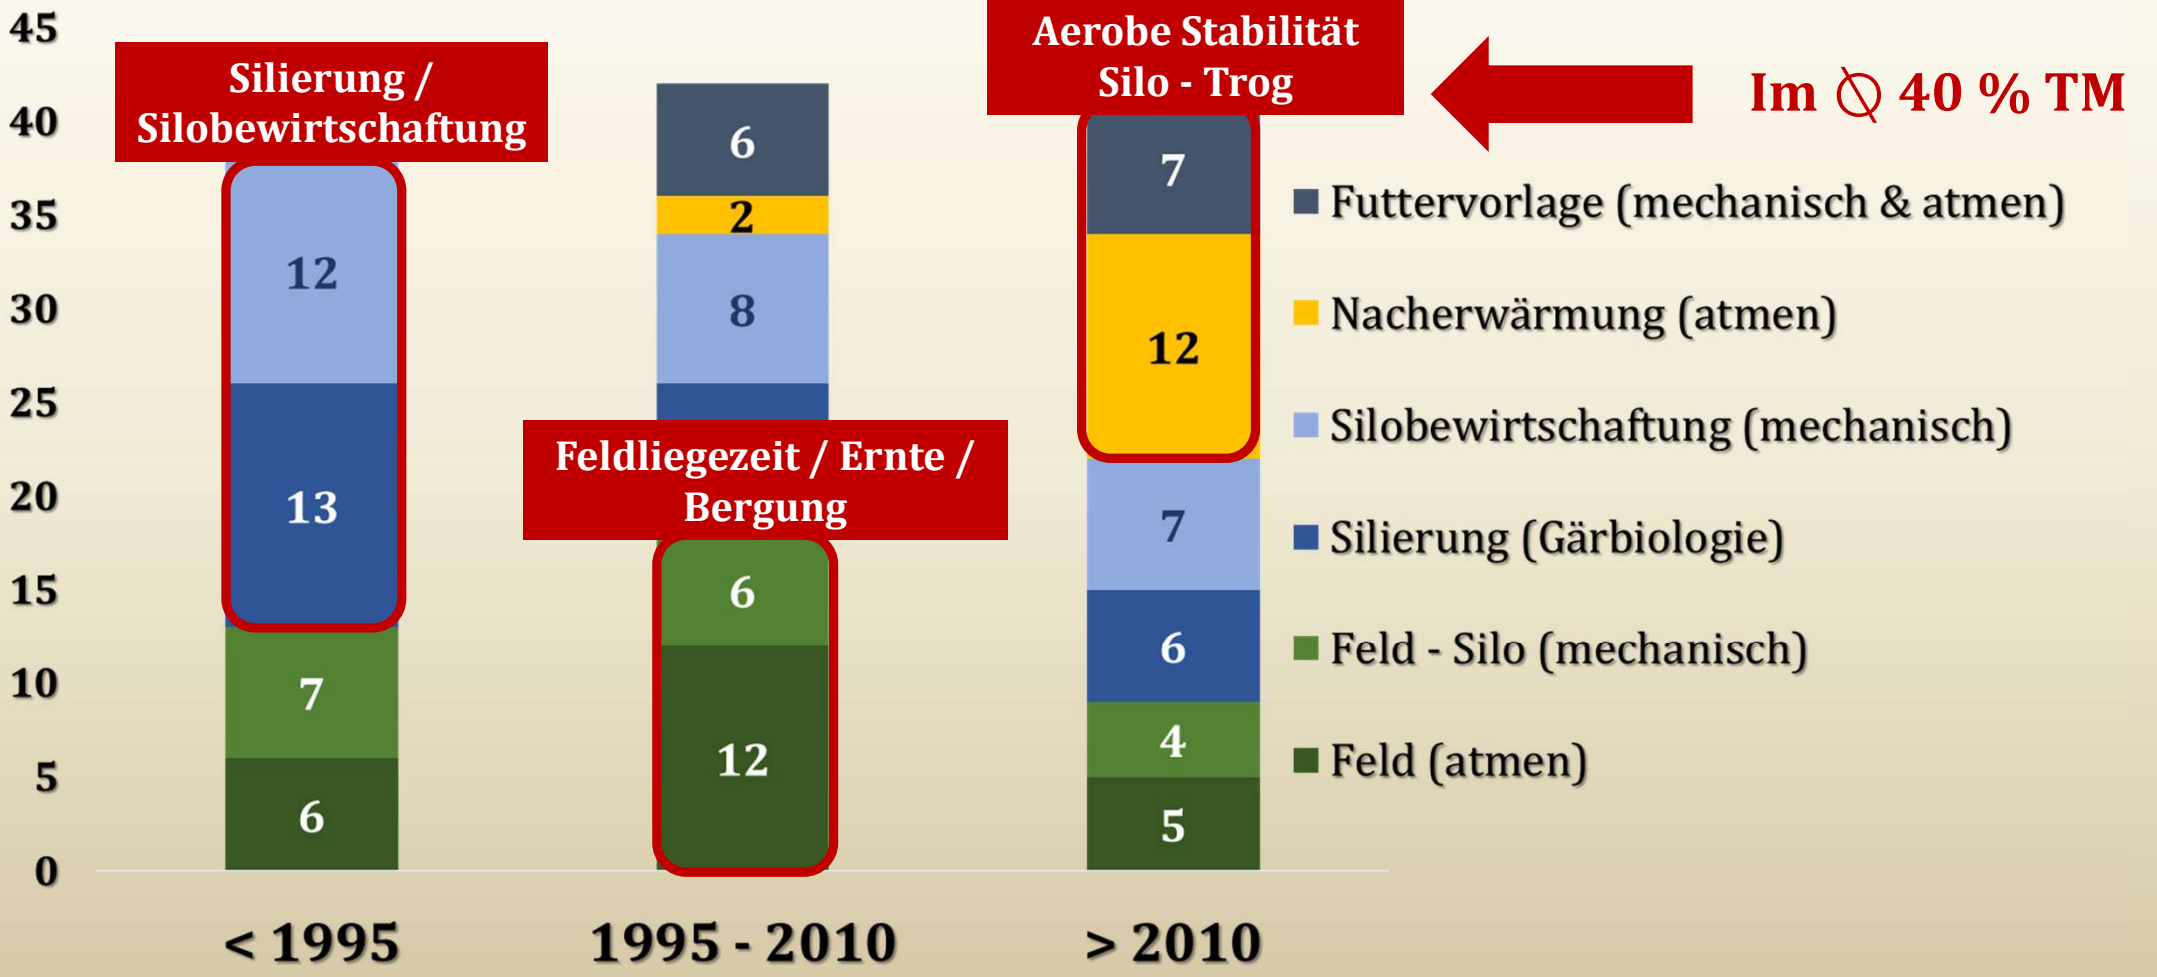 45
40
35
30
25
20
15
10
5
0
Silierung /
Silobewirtschaftung
12
13
7
6
6
2
8
Feldliegezeit / Ernte /
Bergung
6
12
Aerobe Stabilität
Silo - Trog
7
12
7
6
4
5
Im ∅ 40 % TM
Futtervorlage (mechanisch & atmen)
Nacherwärmung (atmen)
Silobewirtschaftung (mechanisch)
Silierung (Gärbiologie)
Feld - Silo (mechanisch)
Feld (atmen)
< 1995
1995 - 2010
> 2010